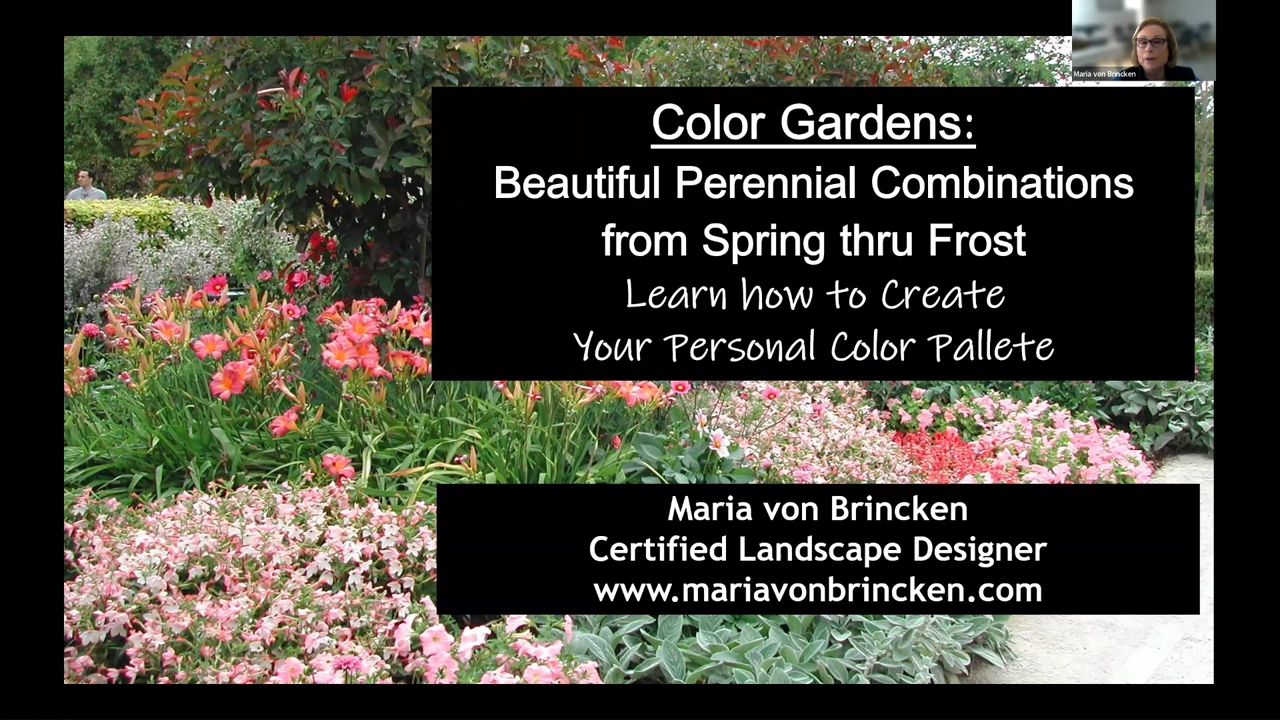 Maria von Brincken
Color Gardens:
Beautiful Perennial Combinations
from Spring thru Frost
Learn how to Create
Your Personal Color Pallete
Maria von Brincken
Certified Landscape Designer
www.mariavonbrincken.com